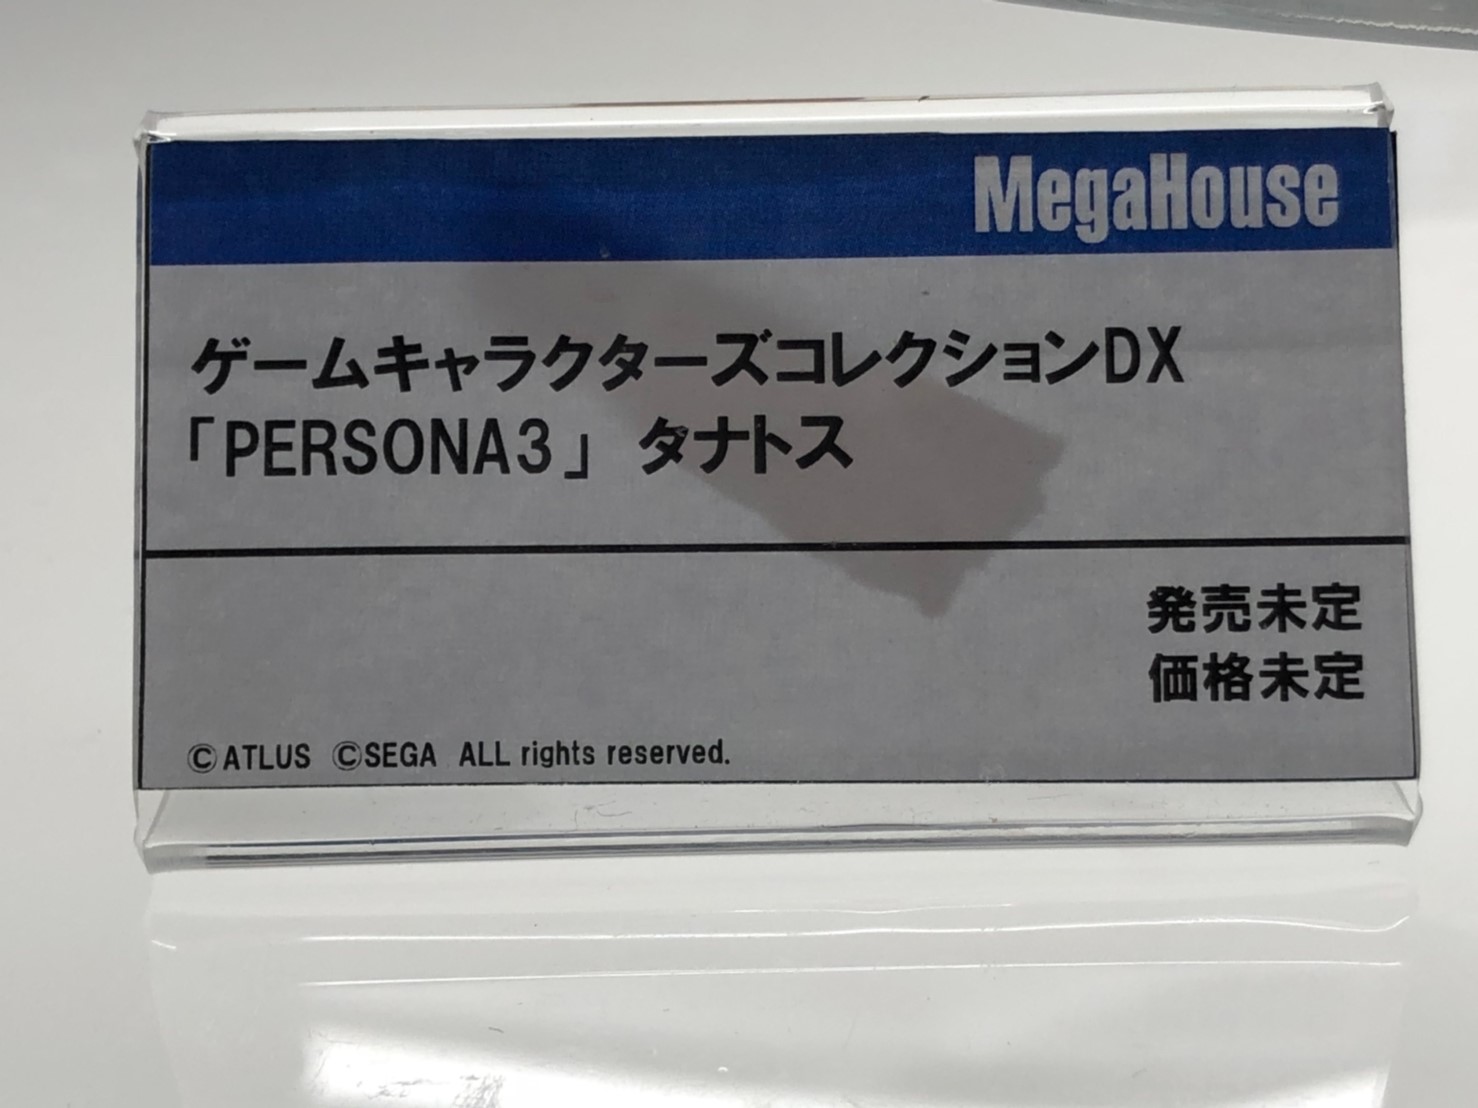 MegaHouse
ゲームキャラクターズコレクションDX
「PERSONA3」 タナトス
発売未定
価格未定
©ATLUS ©SEGA ALL rights reserved.